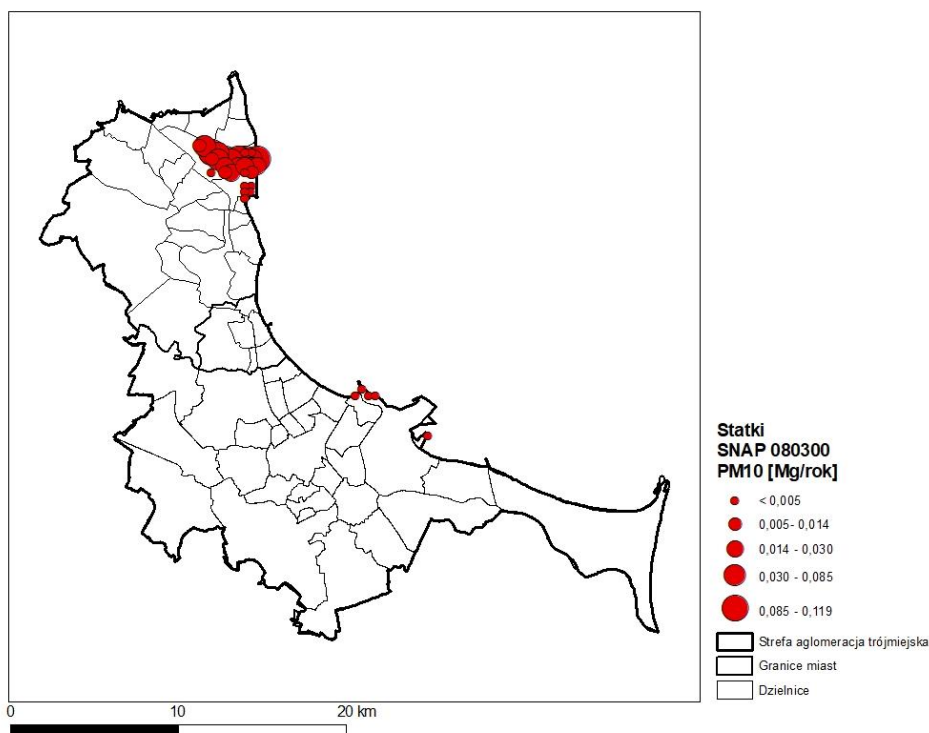 Statki
SNAP 080300
PM10 [Mg/rok]
< 0,005
0,005- 0,014
0,014 - 0,030
0,030 - 0,085
0,085 - 0,119
Strefa aglomeracja trójmiejska
Granice miast
Dzielnice
0 10 20 km